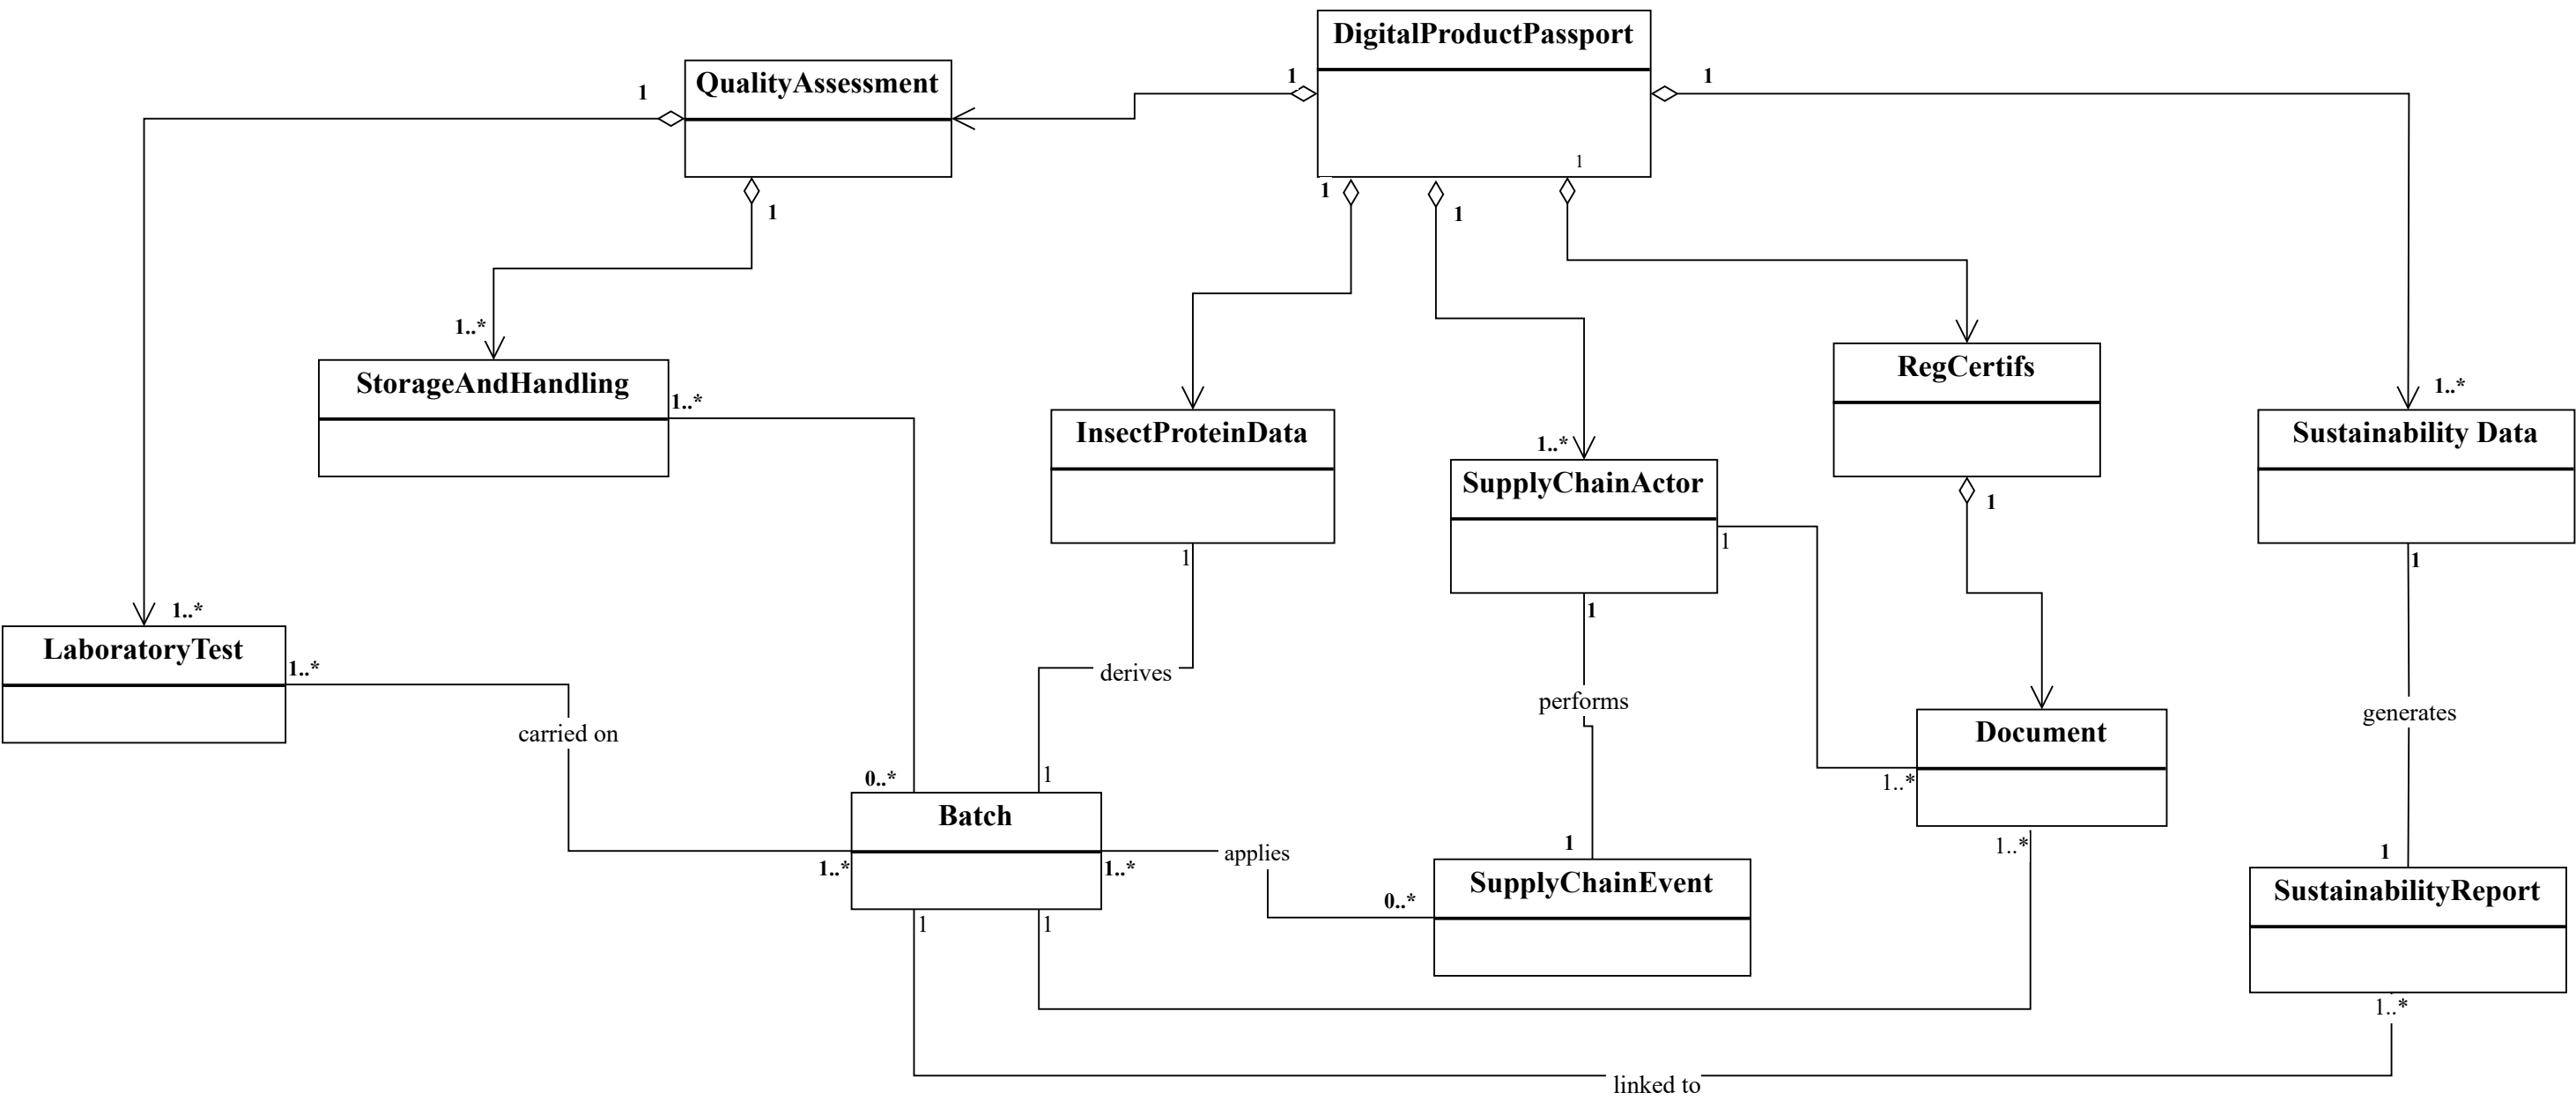 DigitalProductPassport
QualityAssessment
1
1
1
1
1
1
1
1
1..*
StorageAndHandling
1..*
InsectProteinData
1
1..*
SupplyChainActor
1
1
RegCertifs
1
1..*
Sustainability Data
1
1..*
LaboratoryTest
1..*
carried on
derives
performs
generates
Document
1..*
1..*
0..*
1
Batch
1..*
1..*
1
1
applies
0..*
1
SupplyChainEvent
1
SustainabilityReport
1..*
linked to